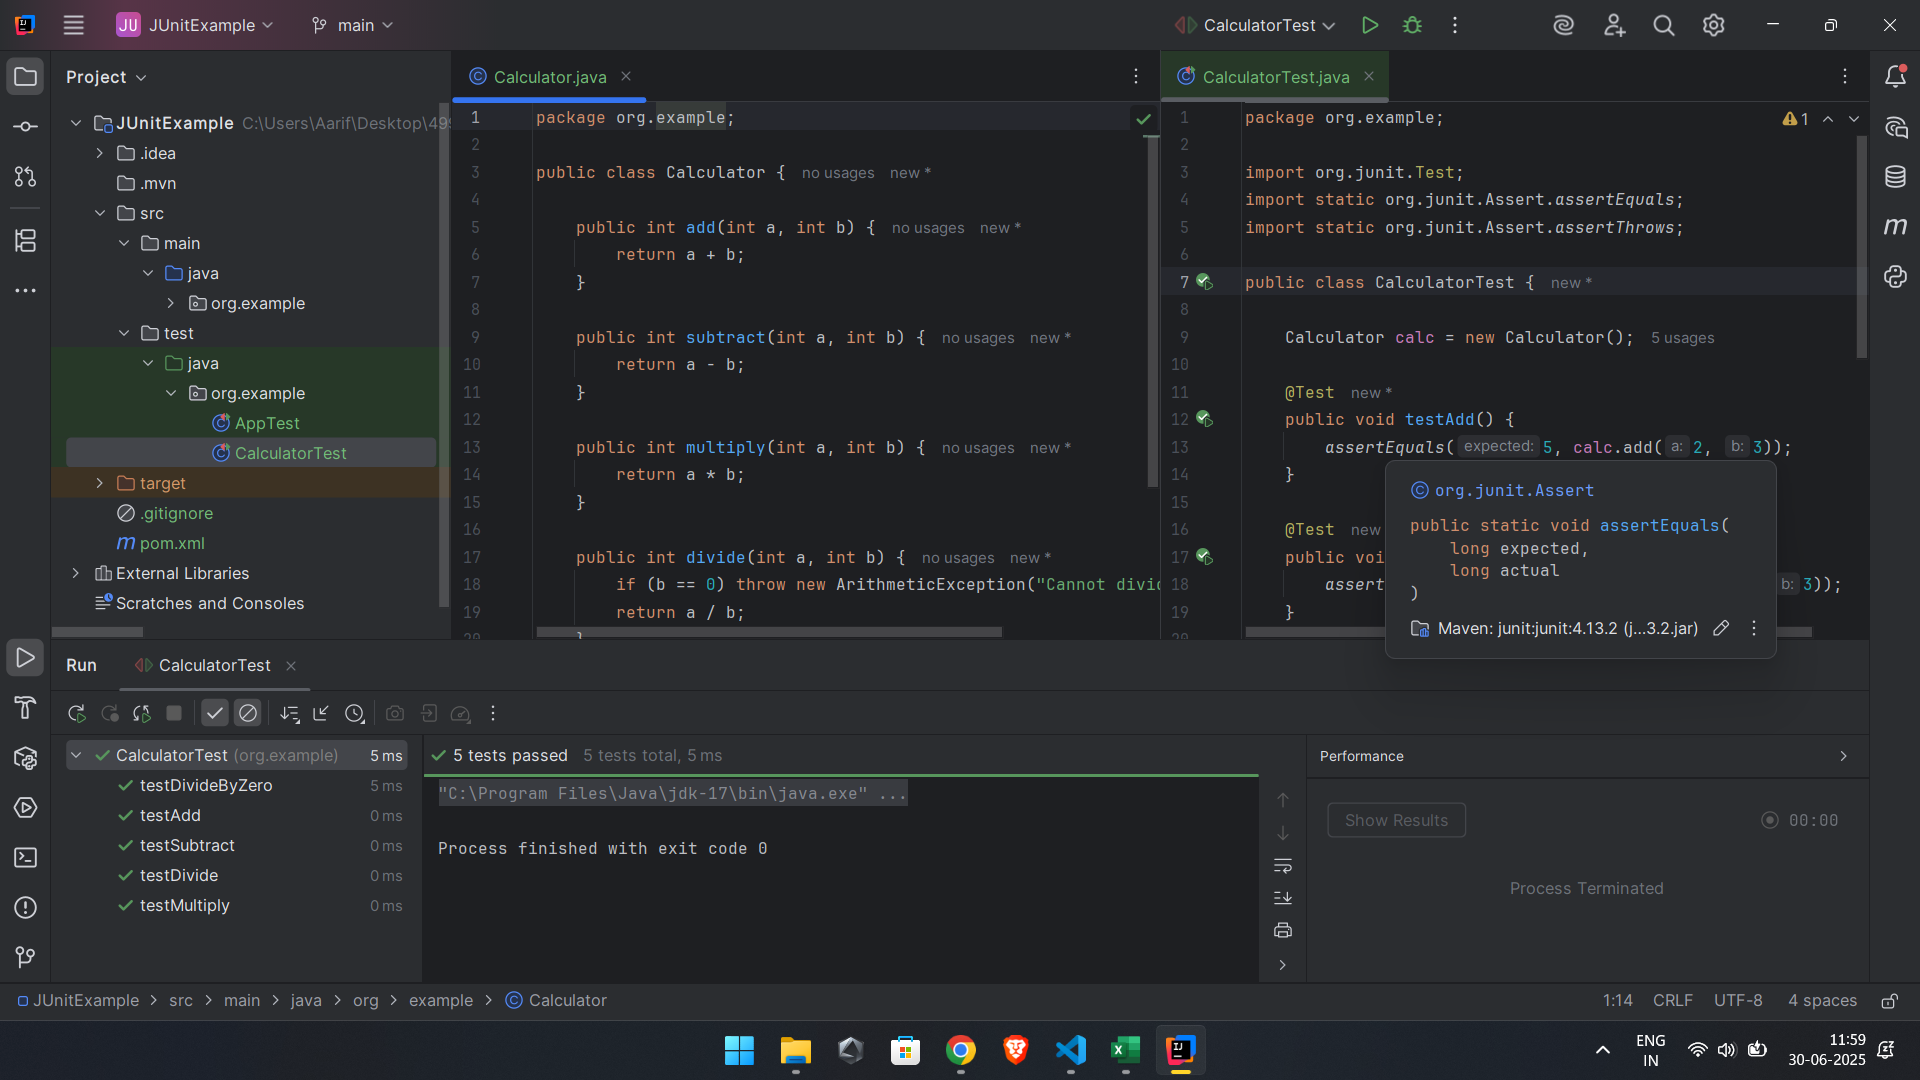 JU JUnitExample main CalculatorTest
Project
JUnitExample C:\Users\Aarif\Desktop\49
.idea
.mvn
src
main
java
org.example
test
java
org.example
AppTest
CalculatorTest
target
.gitignore
m pom.xml
External Libraries
Scratches and Consoles
Calculator.java
1 package org.example;
2
3 public class Calculator { no usages new *
4
5 public int add(int a, int b) { no usages new *
6 return a + b;
7 }
8
9 public int subtract(int a, int b) { no usages new *
10 return a - b;
11 }
12
13 public int multiply(int a, int b) { no usages new *
14 return a * b;
15 }
16
17 public int divide(int a, int b) { no usages new *
18 if (b == 0) throw new ArithmeticException("Cannot divid
19 return a / b;
20 }
CalculatorTest.java
1 package org.example; 1
2
3 import org.junit.Test;
4 import static org.junit.Assert.assertEquals;
5 import static org.junit.Assert.assertThrows;
6
7 public class CalculatorTest { new *
8
9 Calculator calc = new Calculator(); 5 usages
10
11 @Test new *
12 public void testAdd() {
13 assertEquals( expected: 5, calc.add( a: 2, b: 3));
14 }
15
16 @Test new
17 public voi
18 assert b: 3));
19 }
20
org.junit.Assert
public static void assertEquals(
long expected,
long actual
)
Maven: junit:junit:4.13.2 (j...3.2.jar)
m
Run CalculatorTest
CalculatorTest (org.example) 5 ms
testDivideByZero 5 ms
testAdd 0 ms
testSubtract 0 ms
testDivide 0 ms
testMultiply 0 ms
5 tests passed 5 tests total, 5 ms
"C:\Program Files\Java\jdk-17\bin\java.exe" ...
Process finished with exit code 0
Performance
Show Results 00:00
Process Terminated
JUnitExample > src > main > java > org > example > Calculator
1:14 CRLF UTF-8 4 spaces
ENG
IN
11:59
30-06-2025